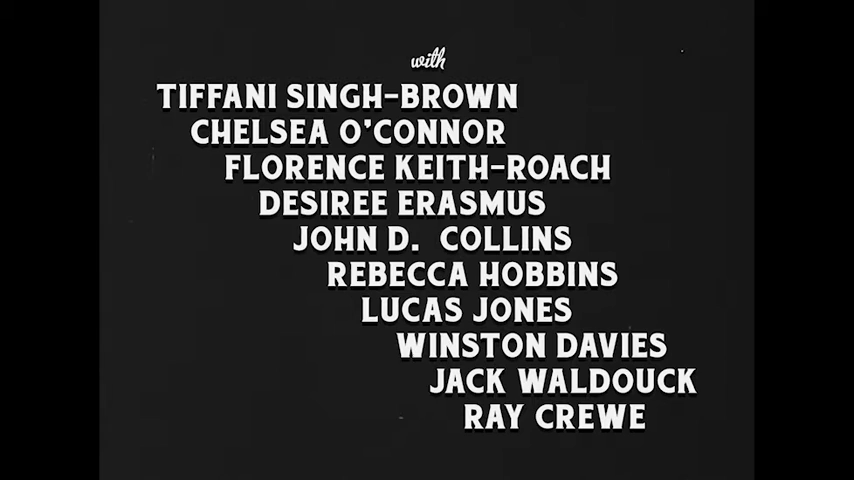 with
TIFFANI SINGH-BROWN
CHELSEA O'CONNOR
FLORENCE KEITH-ROACH
DESIREE ERASMUS
JOHN D. COLLINS
REBECCA HOBBINS
LUCAS JONES
WINSTON DAVIES
JACK WALDOUCK
RAY CREWE